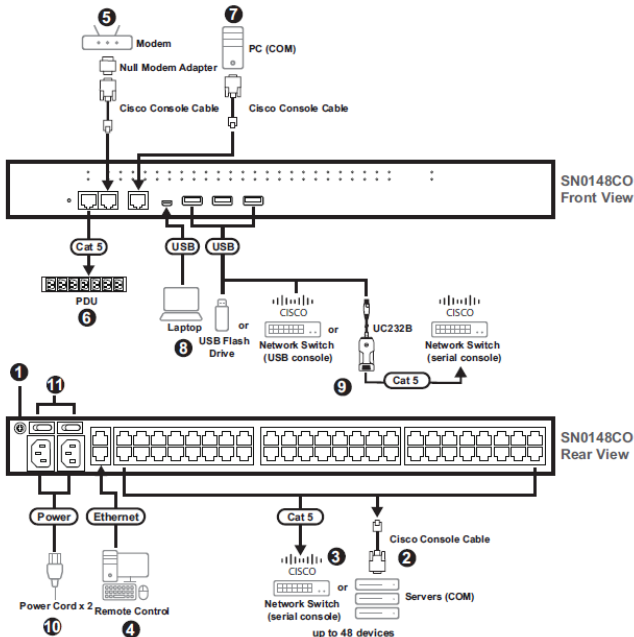 5
Modem
Null Modem Adapter
Cisco Console Cable
7
PC (COM)
Cisco Console Cable
SN0148CO
Front View
Cat 5
USB
USB
PDU
6
Laptop
8
or
USB Flash
Drive
CISCO
or
Network Switch
(USB console)
UC232B
9
Cat 5
CISCO
Network Switch
(serial console)
1
11
SN0148CO
Rear View
Power
Ethernet
Cat 5
Cisco Console Cable
2
3
CISCO
or
Network Switch
(serial console)
Servers (COM)
up to 48 devices
Power Cord x 2
10
Remote Control
4